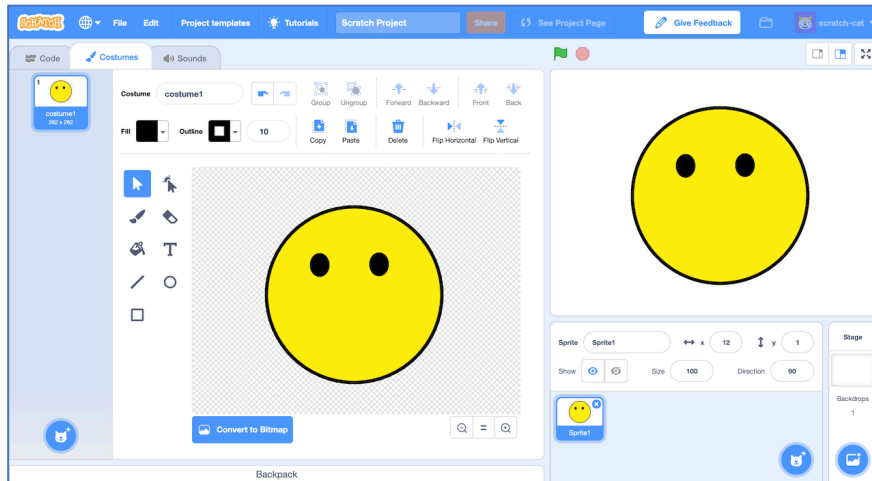 SCRATCH File Edit Project templates Tutorials Scratch Project Share See Project Page Give Feedback scratch-cat
Code Costumes Sounds
1
costume1
262 x 262
Costume costume1 Group Ungroup Forward Backward Front Back
Fill Outline 10 Copy Paste Delete Flip Horizontal Flip Vertical
T
Convert to Bitmap
Backpack
Sprite Sprite1 x 12 y 1
Show Size 100 Direction 90
Sprite1
Stage
Backdrops
1